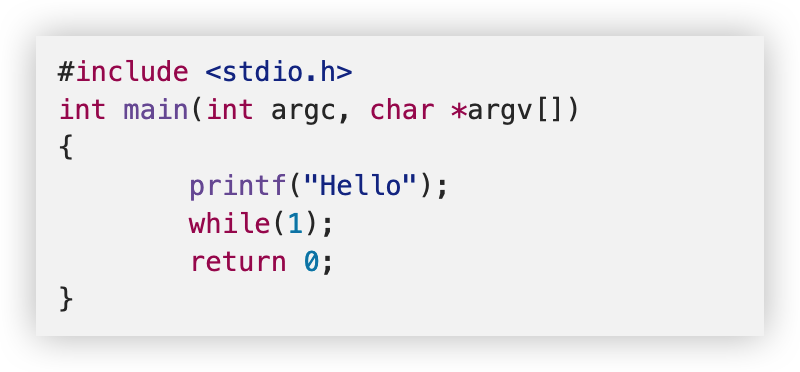 #include <stdio.h>
int main(int argc, char *argv[])
{
        printf("Hello");
        while(1);
        return 0;
}